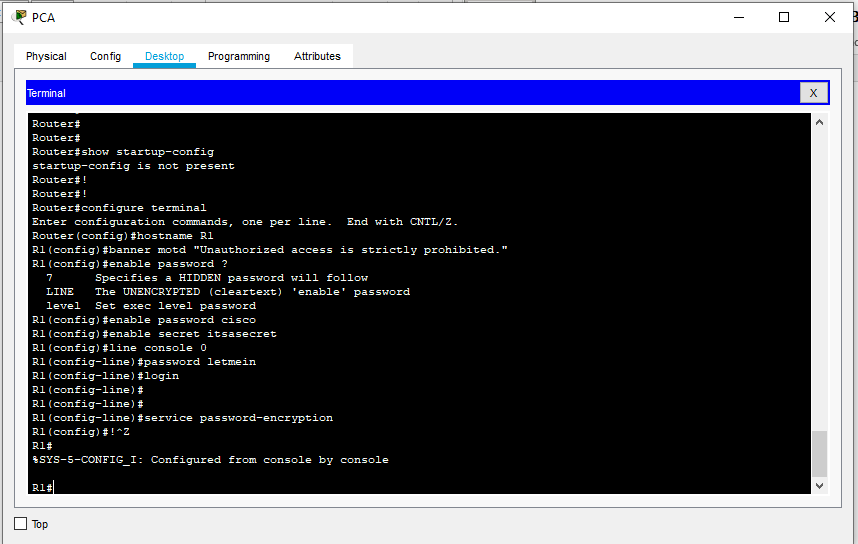 PCA
Physical Config Desktop Programming Attributes
Terminal X
Router#
Router#
Router#show startup-config
startup-config is not present
Router#!
Router#!
Router#configure terminal
Enter configuration commands, one per line.  End with CNTL/Z.
Router(config)#hostname R1
R1(config)#banner motd "Unauthorized access is strictly prohibited."
R1(config)#enable password ?
  7      Specifies a HIDDEN password will follow
  LINE   The UNENCRYPTED (cleartext) 'enable' password
  level  Set exec level password
R1(config)#enable password cisco
R1(config)#enable secret itsasecret
R1(config)#line console 0
R1(config-line)#password letmein
R1(config-line)#login
R1(config-line)#
R1(config-line)#
R1(config-line)#service password-encryption
R1(config)#!^Z
R1#
%SYS-5-CONFIG_I: Configured from console by console
R1#
Top